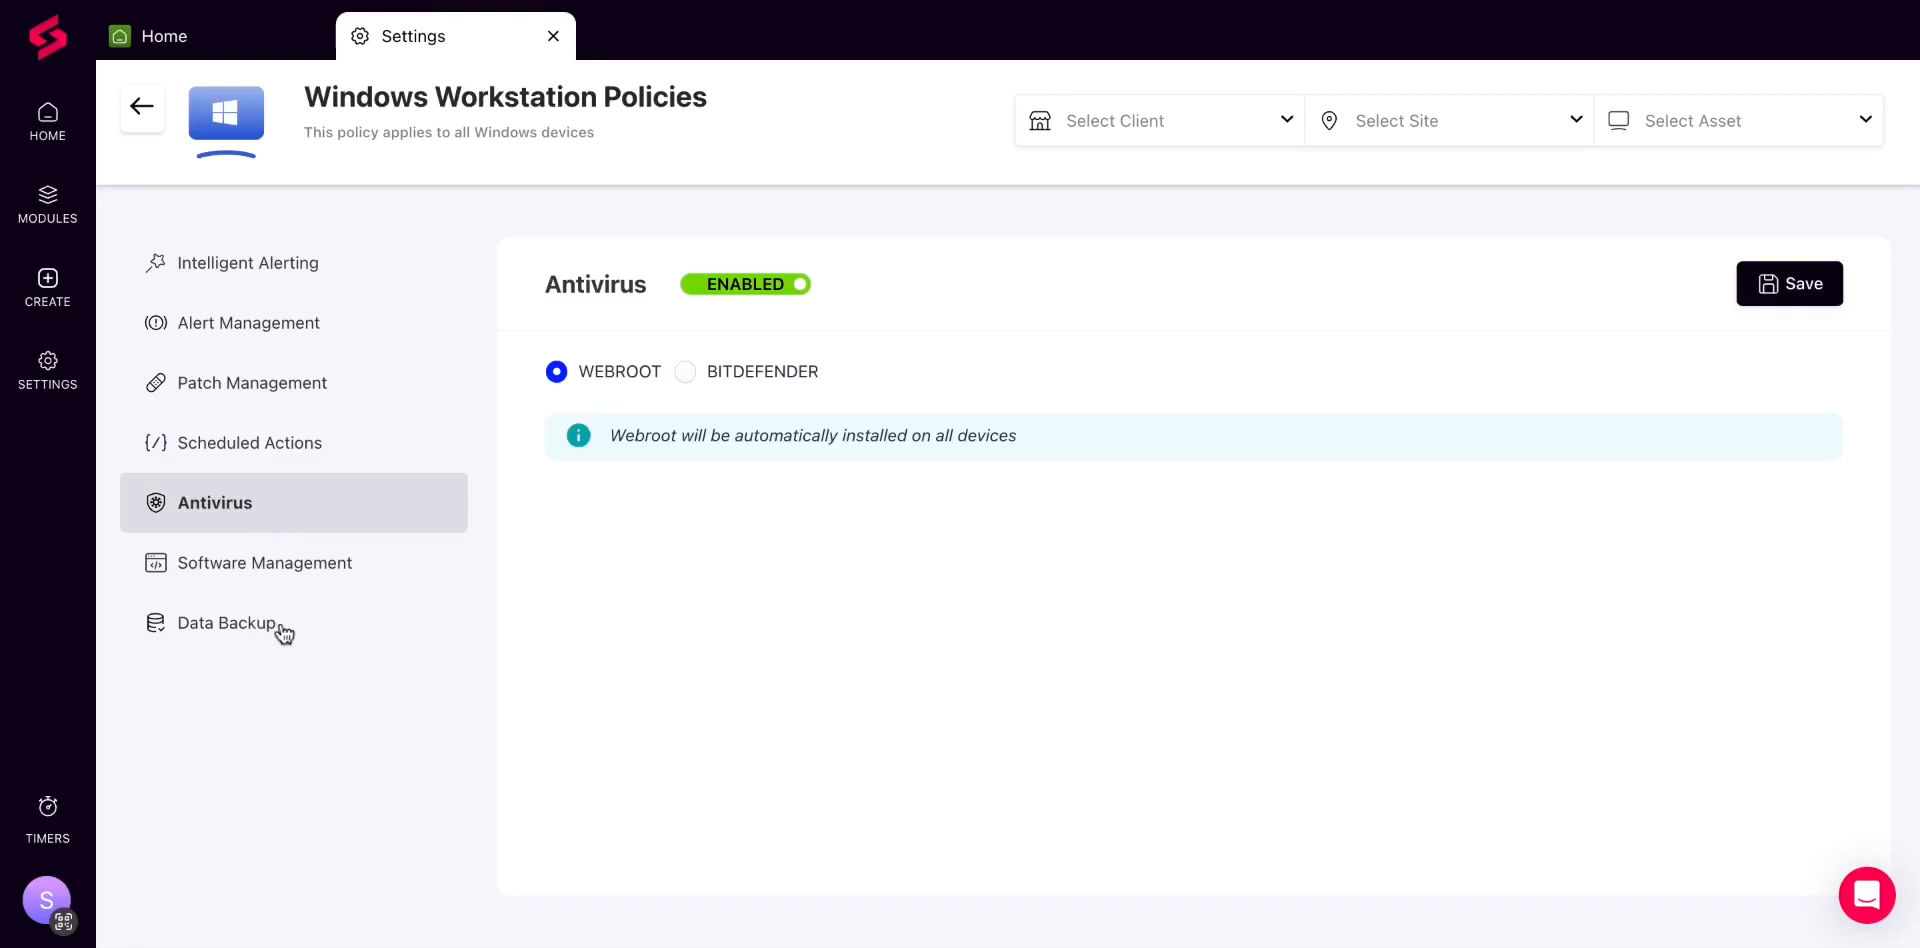 Home
Settings
HOME
MODULES
CREATE
SETTINGS
TIMERS
S
Windows Workstation Policies
This policy applies to all Windows devices
Select Client
Select Site
Select Asset
Intelligent Alerting
Alert Management
Patch Management
Scheduled Actions
Antivirus
Software Management
Data Backup
Antivirus
ENABLED
Save
WEBROOT
BITDEFENDER
Webroot will be automatically installed on all devices